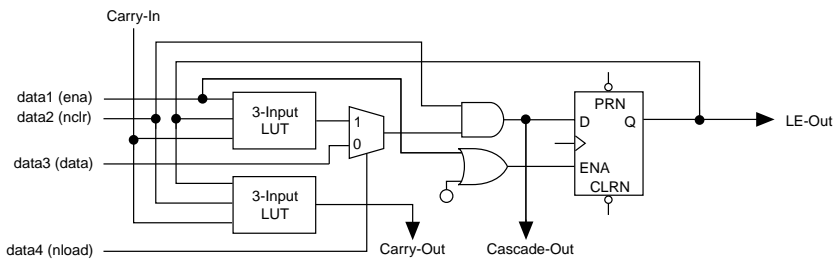 Carry-In
data1 (ena)
data2 (nclr)
3-Input
LUT
1
0
PRN
D
Q
LE-Out
data3 (data)
ENA
CLRN
3-Input
LUT
data4 (nload)
Carry-Out
Cascade-Out